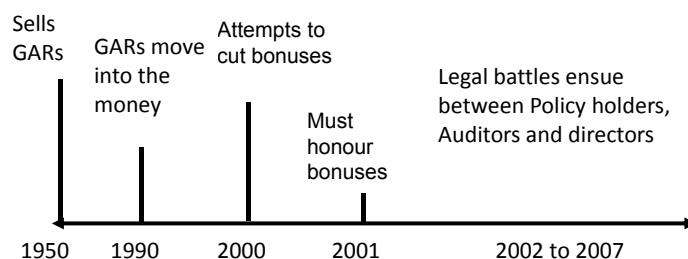 Sells
GARs
GARs move
into the
money
Attempts to
cut bonuses
Must
honour
bonuses
Legal battles ensue
between Policy holders,
Auditors and directors
1950
1990
2000
2001
2002 to 2007